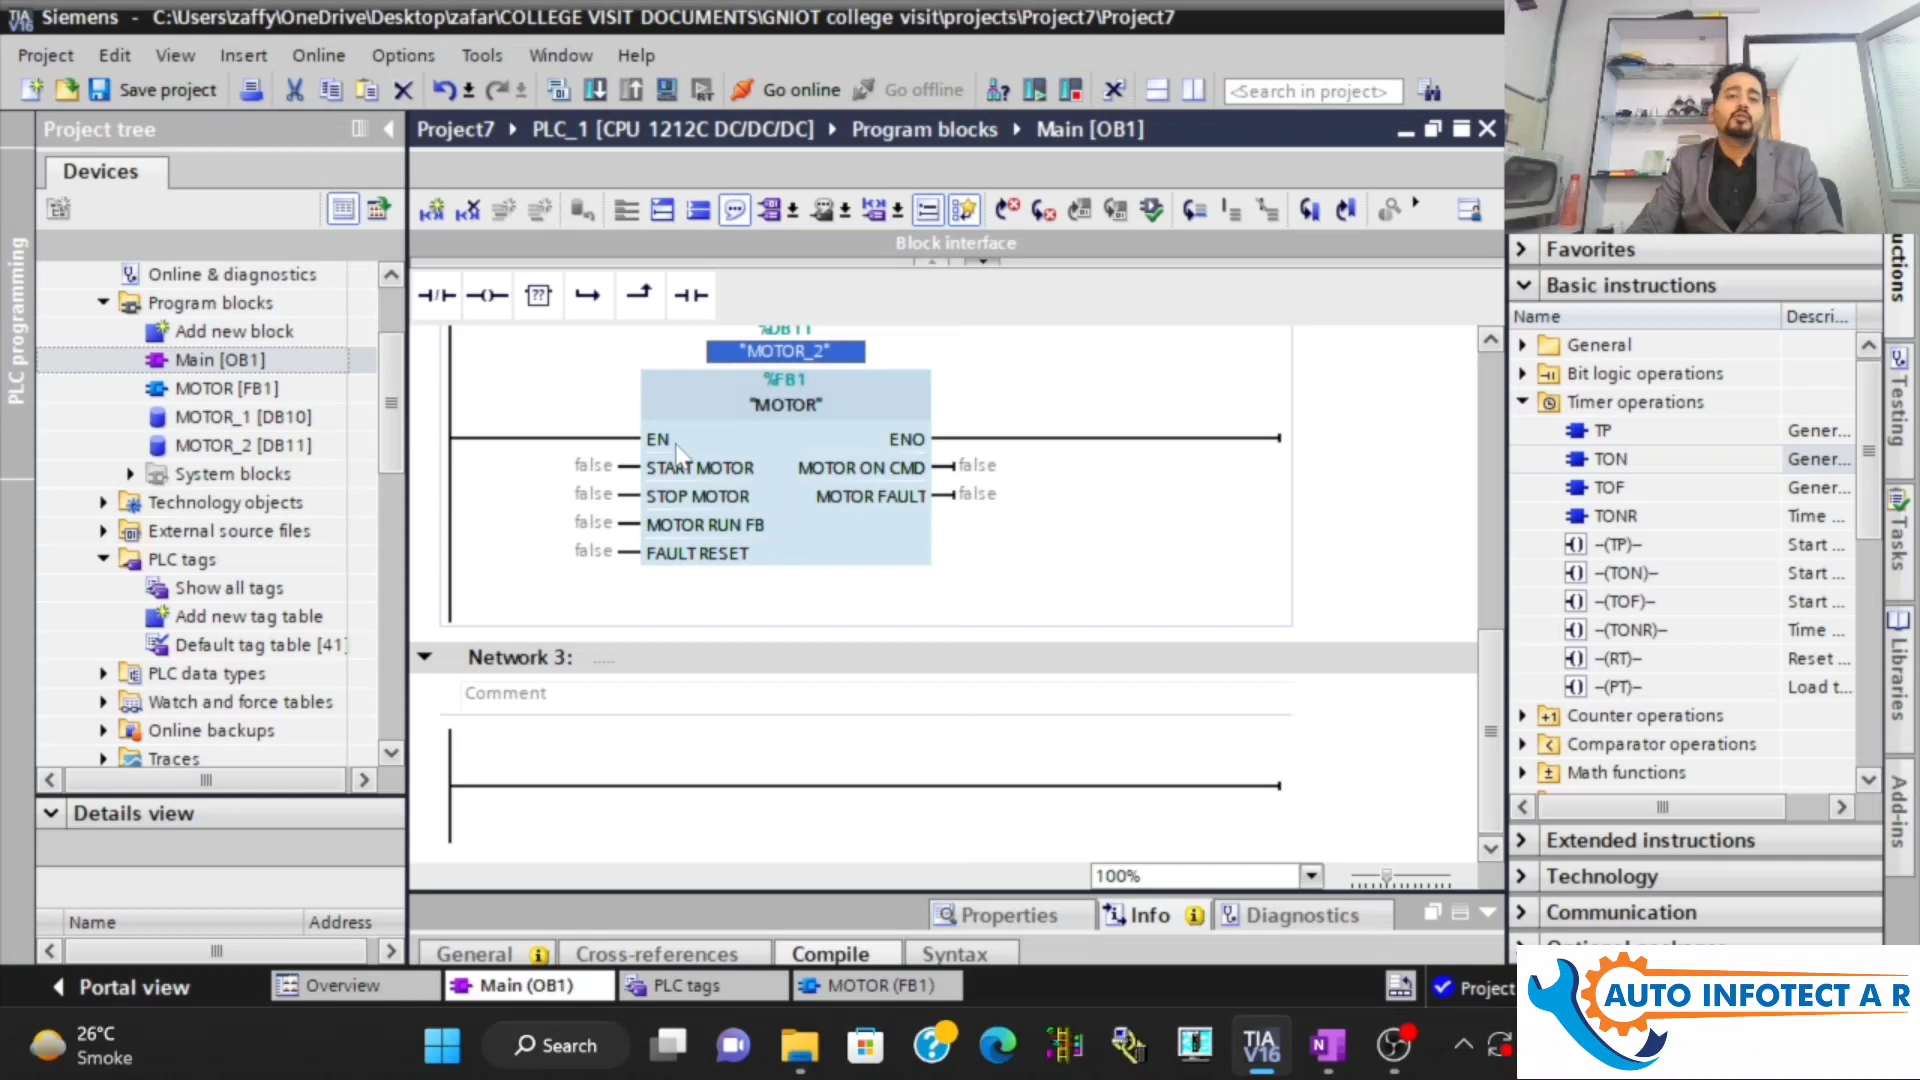 TIA
V16
Siemens - C:\Users\zaffy\OneDrive\Desktop\zafar\COLLEGE VISIT DOCUMENTS\GNIOT college visit\projects\Project7\Project7
Project Edit View Insert Online Options Tools Window Help
Save project
Go online
Go offline
<Search in project>
Project tree
Project7 ▸ PLC_1 [CPU 1212C DC/DC/DC] ▸ Program blocks ▸ Main [OB1]
Devices
Block interface
PLC programming
Online & diagnostics
Program blocks
Add new block
Main [OB1]
MOTOR [FB1]
MOTOR_1 [DB10]
MOTOR_2 [DB11]
System blocks
Technology objects
External source files
PLC tags
Show all tags
Add new tag table
Default tag table [41]
PLC data types
Watch and force tables
Online backups
Traces
Details view
Name Address
%DB11
"MOTOR_2"
%FB1
"MOTOR"
EN ENO
false START MOTOR MOTOR ON CMD false
false STOP MOTOR MOTOR FAULT false
false MOTOR RUN FB
false FAULT RESET
Network 3: .....
Comment
100%
Properties Info Diagnostics
General Cross-references Compile Syntax
Favorites
Basic instructions
Name Descri...
General
Bit logic operations
Timer operations
TP Gener...
TON Gener...
TOF Gener...
TONR Time ...
–(TP)– Start ...
–(TON)– Start ...
–(TOF)– Start ...
–(TONR)– Time ...
–(RT)– Reset ...
–(PT)– Load t...
Counter operations
Comparator operations
Math functions
Extended instructions
Technology
Communication
Testing
Tasks
Libraries
Add-ins
Portal view
Overview
Main (OB1)
PLC tags
MOTOR (FB1)
Project
AUTO INFOTECT A R
26°C
Smoke
Search
TIA
V16